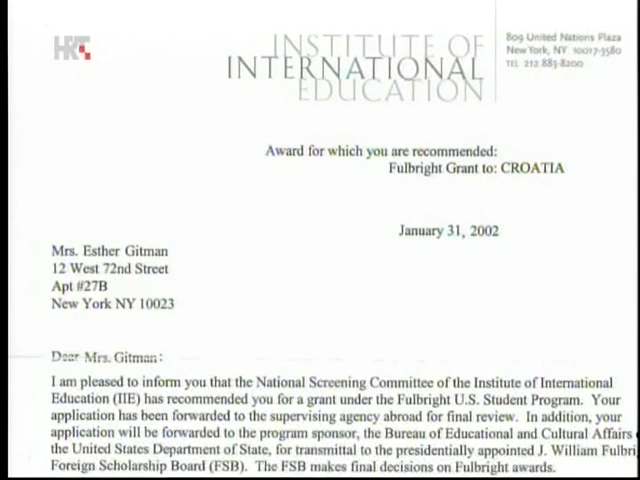 HRT
INSTITUTE OF
INTERNATIONAL
EDUCATION
809 United Nations Plaza
New York, NY 10017-3580
TEL 212 883-8200
Award for which you are recommended:
Fulbright Grant to: CROATIA
January 31, 2002
Mrs. Esther Gitman
12 West 72nd Street
Apt #27B
New York NY 10023
Dear Mrs. Gitman:
I am pleased to inform you that the National Screening Committee of the Institute of International
Education (IIE) has recommended you for a grant under the Fulbright U.S. Student Program. Your
application has been forwarded to the supervising agency abroad for final review. In addition, your
application will be forwarded to the program sponsor, the Bureau of Educational and Cultural Affairs o
the United States Department of State, for transmittal to the presidentially appointed J. William Fulbri
Foreign Scholarship Board (FSB). The FSB makes final decisions on Fulbright awards.